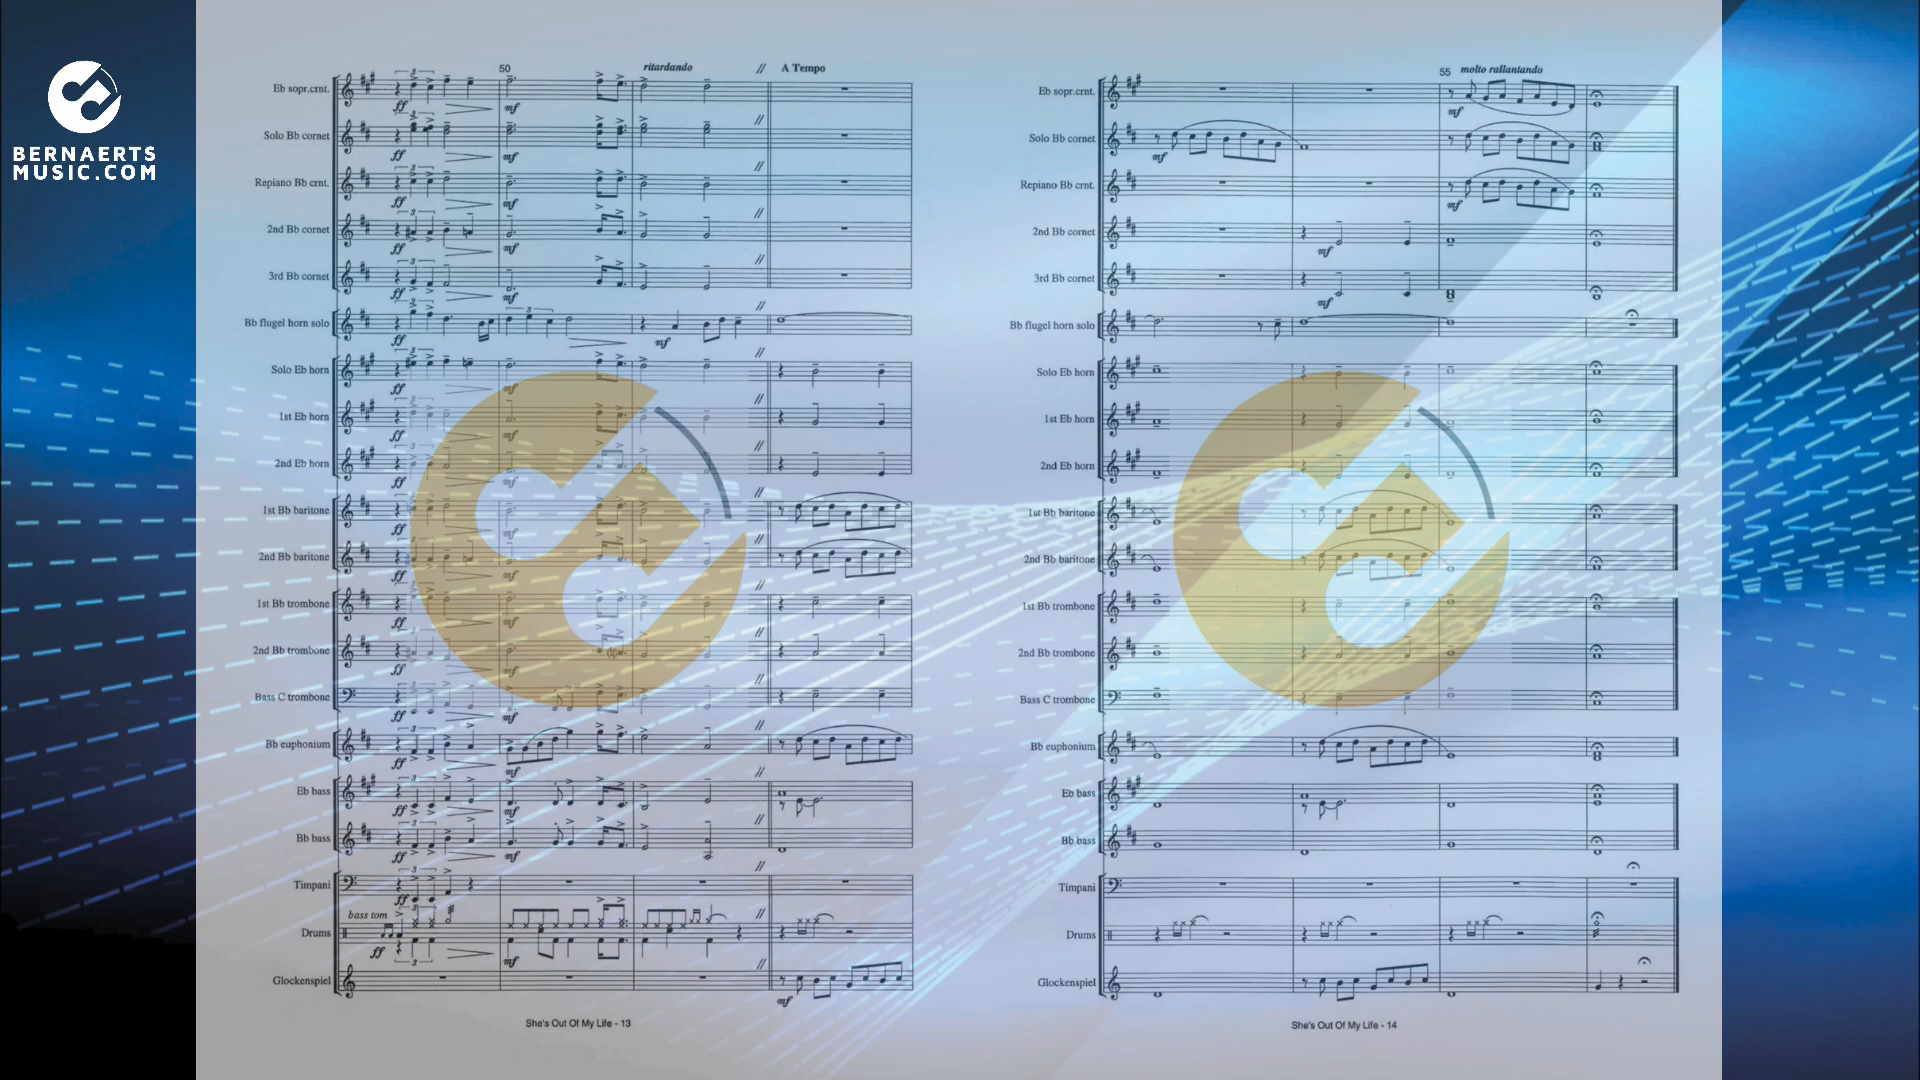 BERNAERTS
MUSIC.COM
50
ritardando
A Tempo
Eb sopr.crnt.
Solo Bb cornet
Repiano Bb crnt.
2nd Bb cornet
3rd Bb cornet
Bb flugel horn solo
Solo Eb horn
1st Eb horn
2nd Eb horn
1st Bb baritone
2nd Bb baritone
1st Bb trombone
2nd Bb trombone
Bass C trombone
Bb euphonium
Eb bass
Bb bass
Timpani
bass tom
Drums
Glockenspiel
She's Out Of My Life - 13
55 molto rallantando
Eb sopr.crnt.
Solo Bb cornet
Repiano Bb crnt.
2nd Bb cornet
3rd Bb cornet
Bb flugel horn solo
Solo Eb horn
1st Eb horn
2nd Eb horn
1st Bb baritone
2nd Bb baritone
1st Bb trombone
2nd Bb trombone
Bass C trombone
Bb euphonium
Eb bass
Bb bass
Timpani
Drums
Glockenspiel
She's Out Of My Life - 14